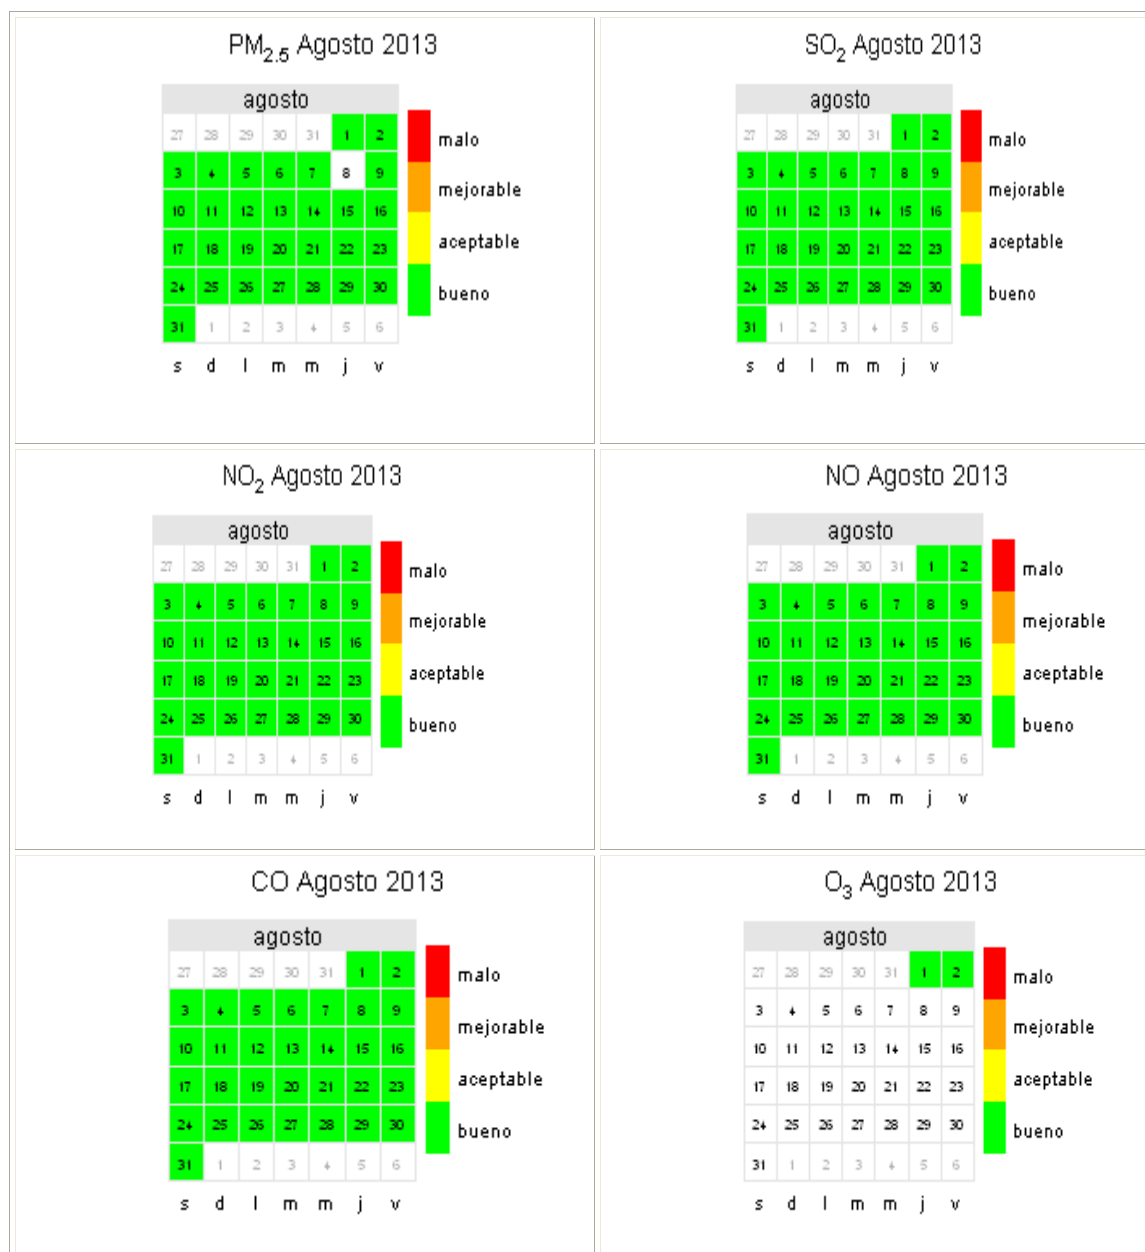 PM2.5 Agosto 2013
agosto
27 28 29 30 31 1 2
3 4 5 6 7 8 9
10 11 12 13 14 15 16
17 18 19 20 21 22 23
24 25 26 27 28 29 30
31 1 2 3 4 5 6
s d l m m j v
malo
mejorable
aceptable
bueno
SO2 Agosto 2013
agosto
27 28 29 30 31 1 2
3 4 5 6 7 8 9
10 11 12 13 14 15 16
17 18 19 20 21 22 23
24 25 26 27 28 29 30
31 1 2 3 4 5 6
s d l m m j v
malo
mejorable
aceptable
bueno
NO2 Agosto 2013
agosto
27 28 29 30 31 1 2
3 4 5 6 7 8 9
10 11 12 13 14 15 16
17 18 19 20 21 22 23
24 25 26 27 28 29 30
31 1 2 3 4 5 6
s d l m m j v
malo
mejorable
aceptable
bueno
NO Agosto 2013
agosto
27 28 29 30 31 1 2
3 4 5 6 7 8 9
10 11 12 13 14 15 16
17 18 19 20 21 22 23
24 25 26 27 28 29 30
31 1 2 3 4 5 6
s d l m m j v
malo
mejorable
aceptable
bueno
CO Agosto 2013
agosto
27 28 29 30 31 1 2
3 4 5 6 7 8 9
10 11 12 13 14 15 16
17 18 19 20 21 22 23
24 25 26 27 28 29 30
31 1 2 3 4 5 6
s d l m m j v
malo
mejorable
aceptable
bueno
O3 Agosto 2013
agosto
27 28 29 30 31 1 2
3 4 5 6 7 8 9
10 11 12 13 14 15 16
17 18 19 20 21 22 23
24 25 26 27 28 29 30
31 1 2 3 4 5 6
s d l m m j v
malo
mejorable
aceptable
bueno